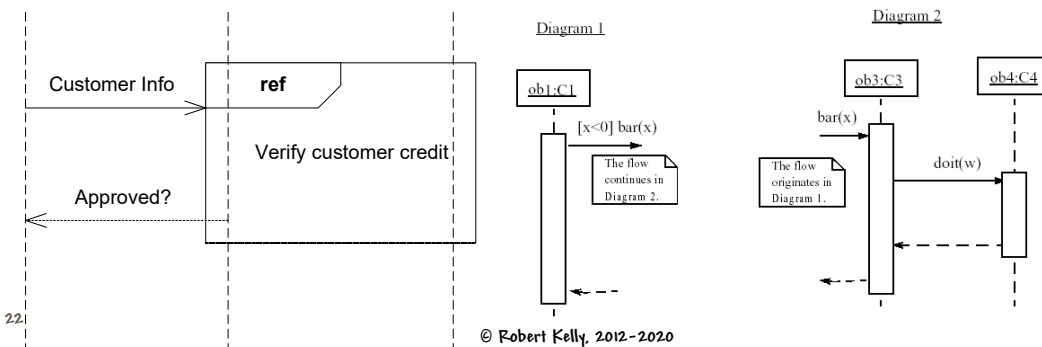 Customer Info
ref
Verify customer credit
Approved?
22
Diagram 1
ob1:C1
[x<0] bar(x)
The flow
continues in
Diagram 2.
Diagram 2
ob3:C3
ob4:C4
bar(x)
The flow
originates in
Diagram 1.
doit(w)
© Robert Kelly, 2012-2020